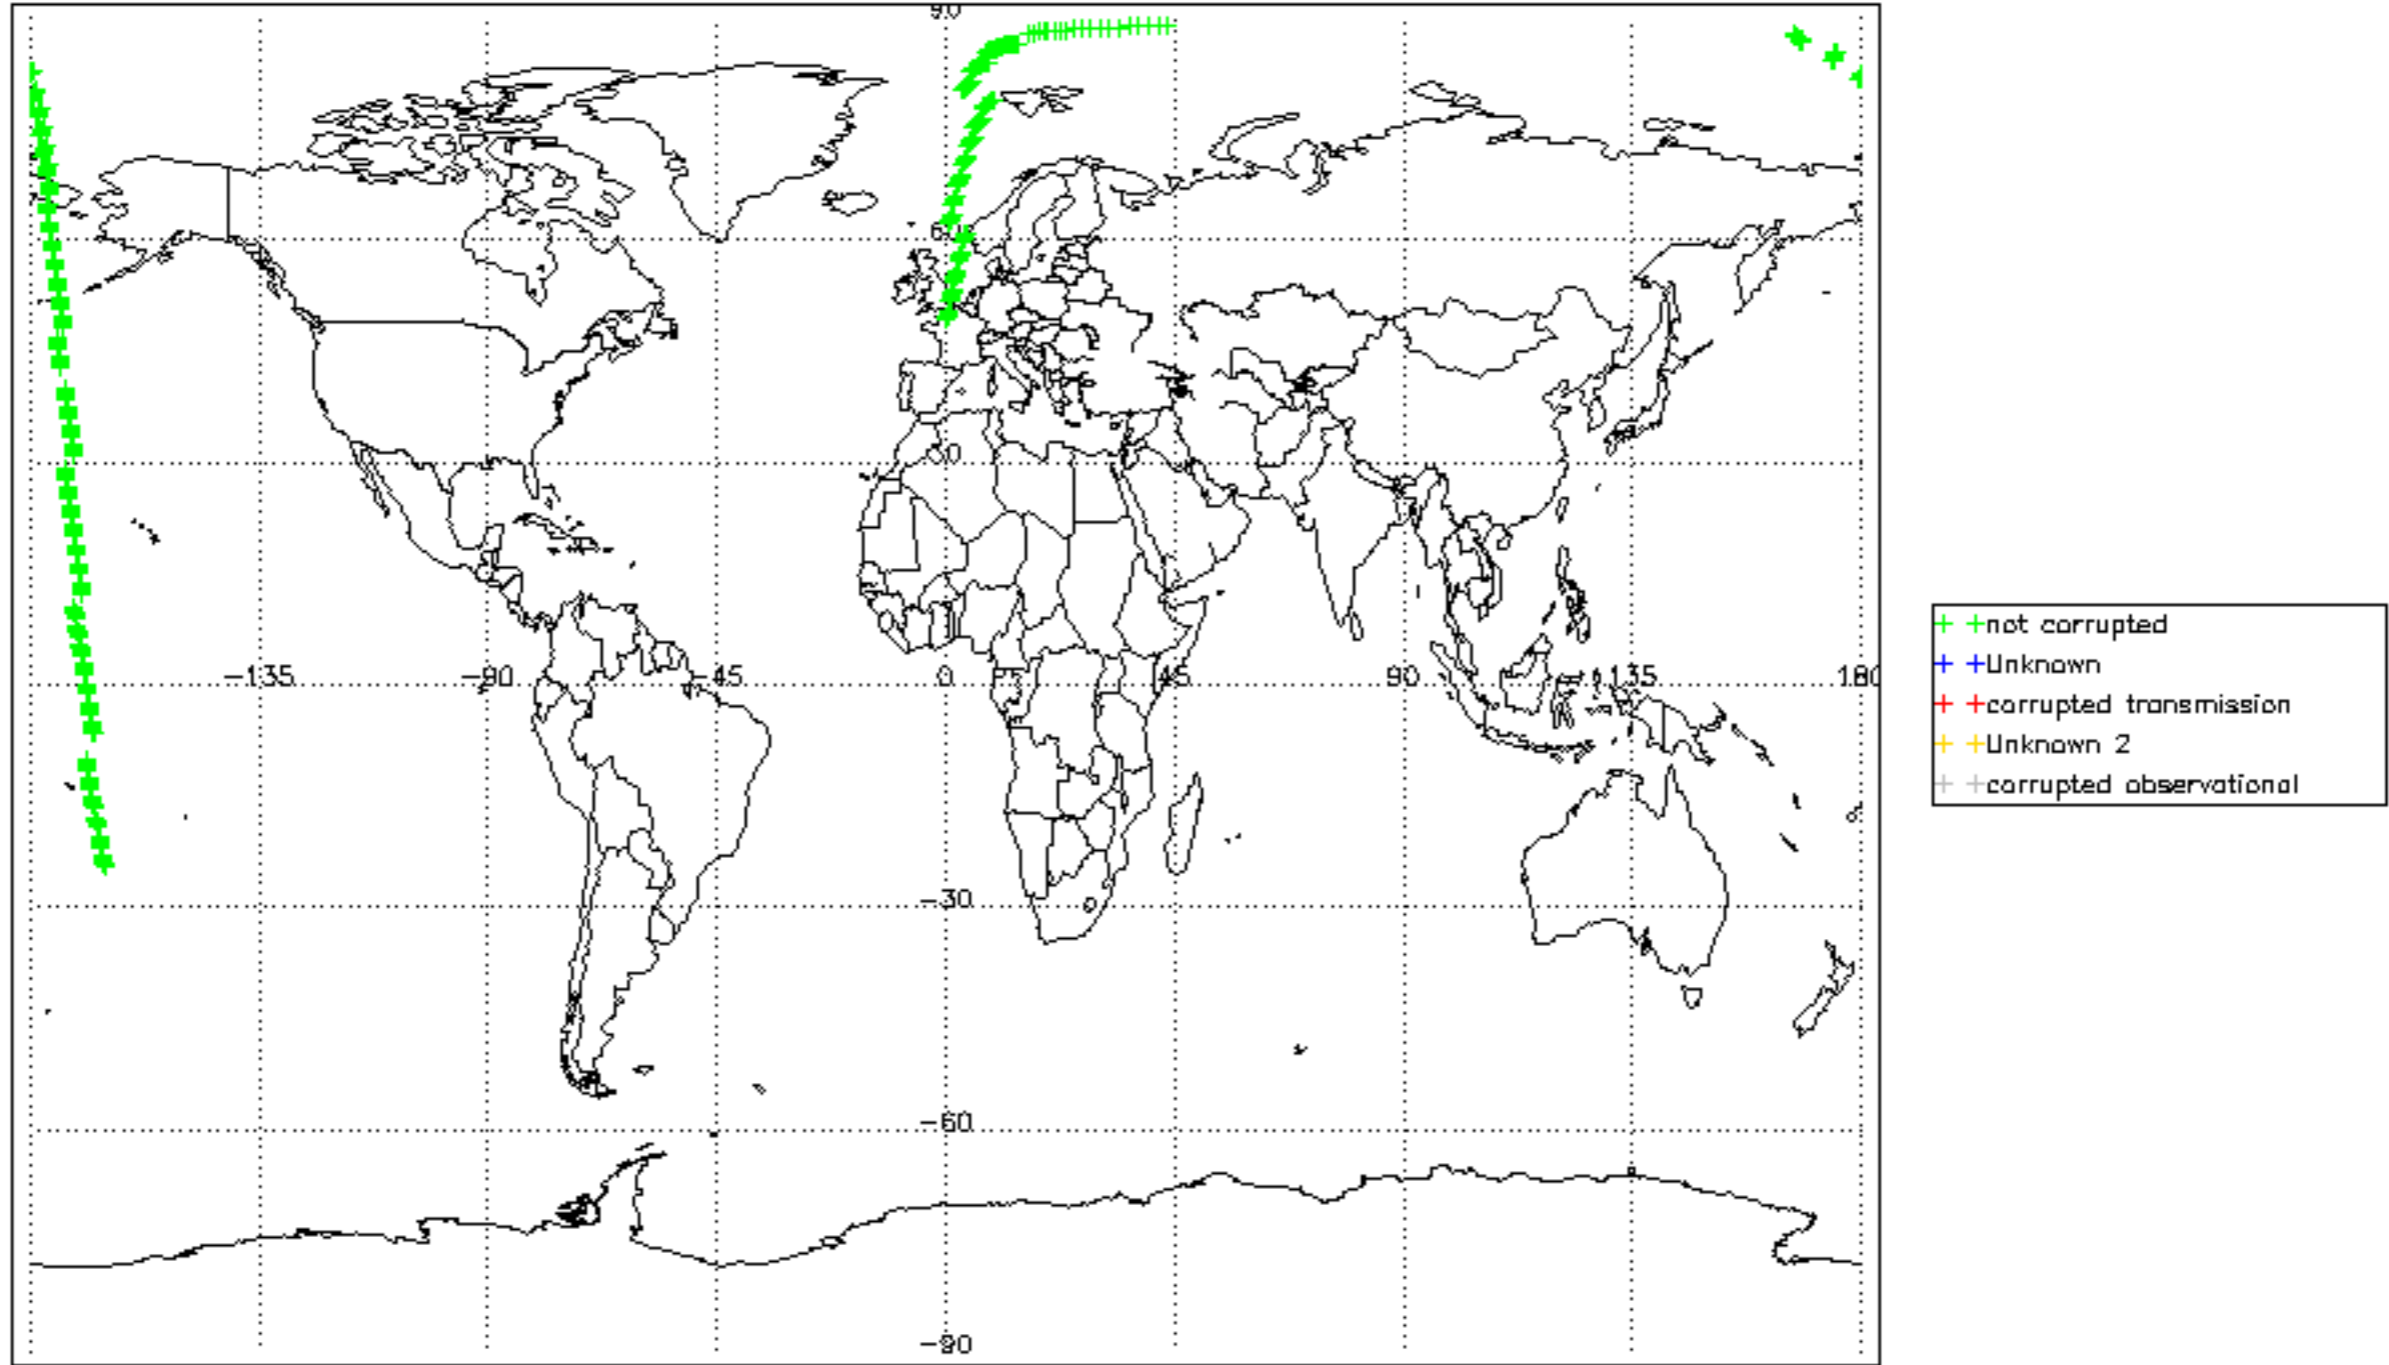 90
60
30
-135
-90
-45
0
45
90
135
180
-30
-60
-90
not corrupted
Unknown
corrupted transmission
Unknown 2
corrupted observational